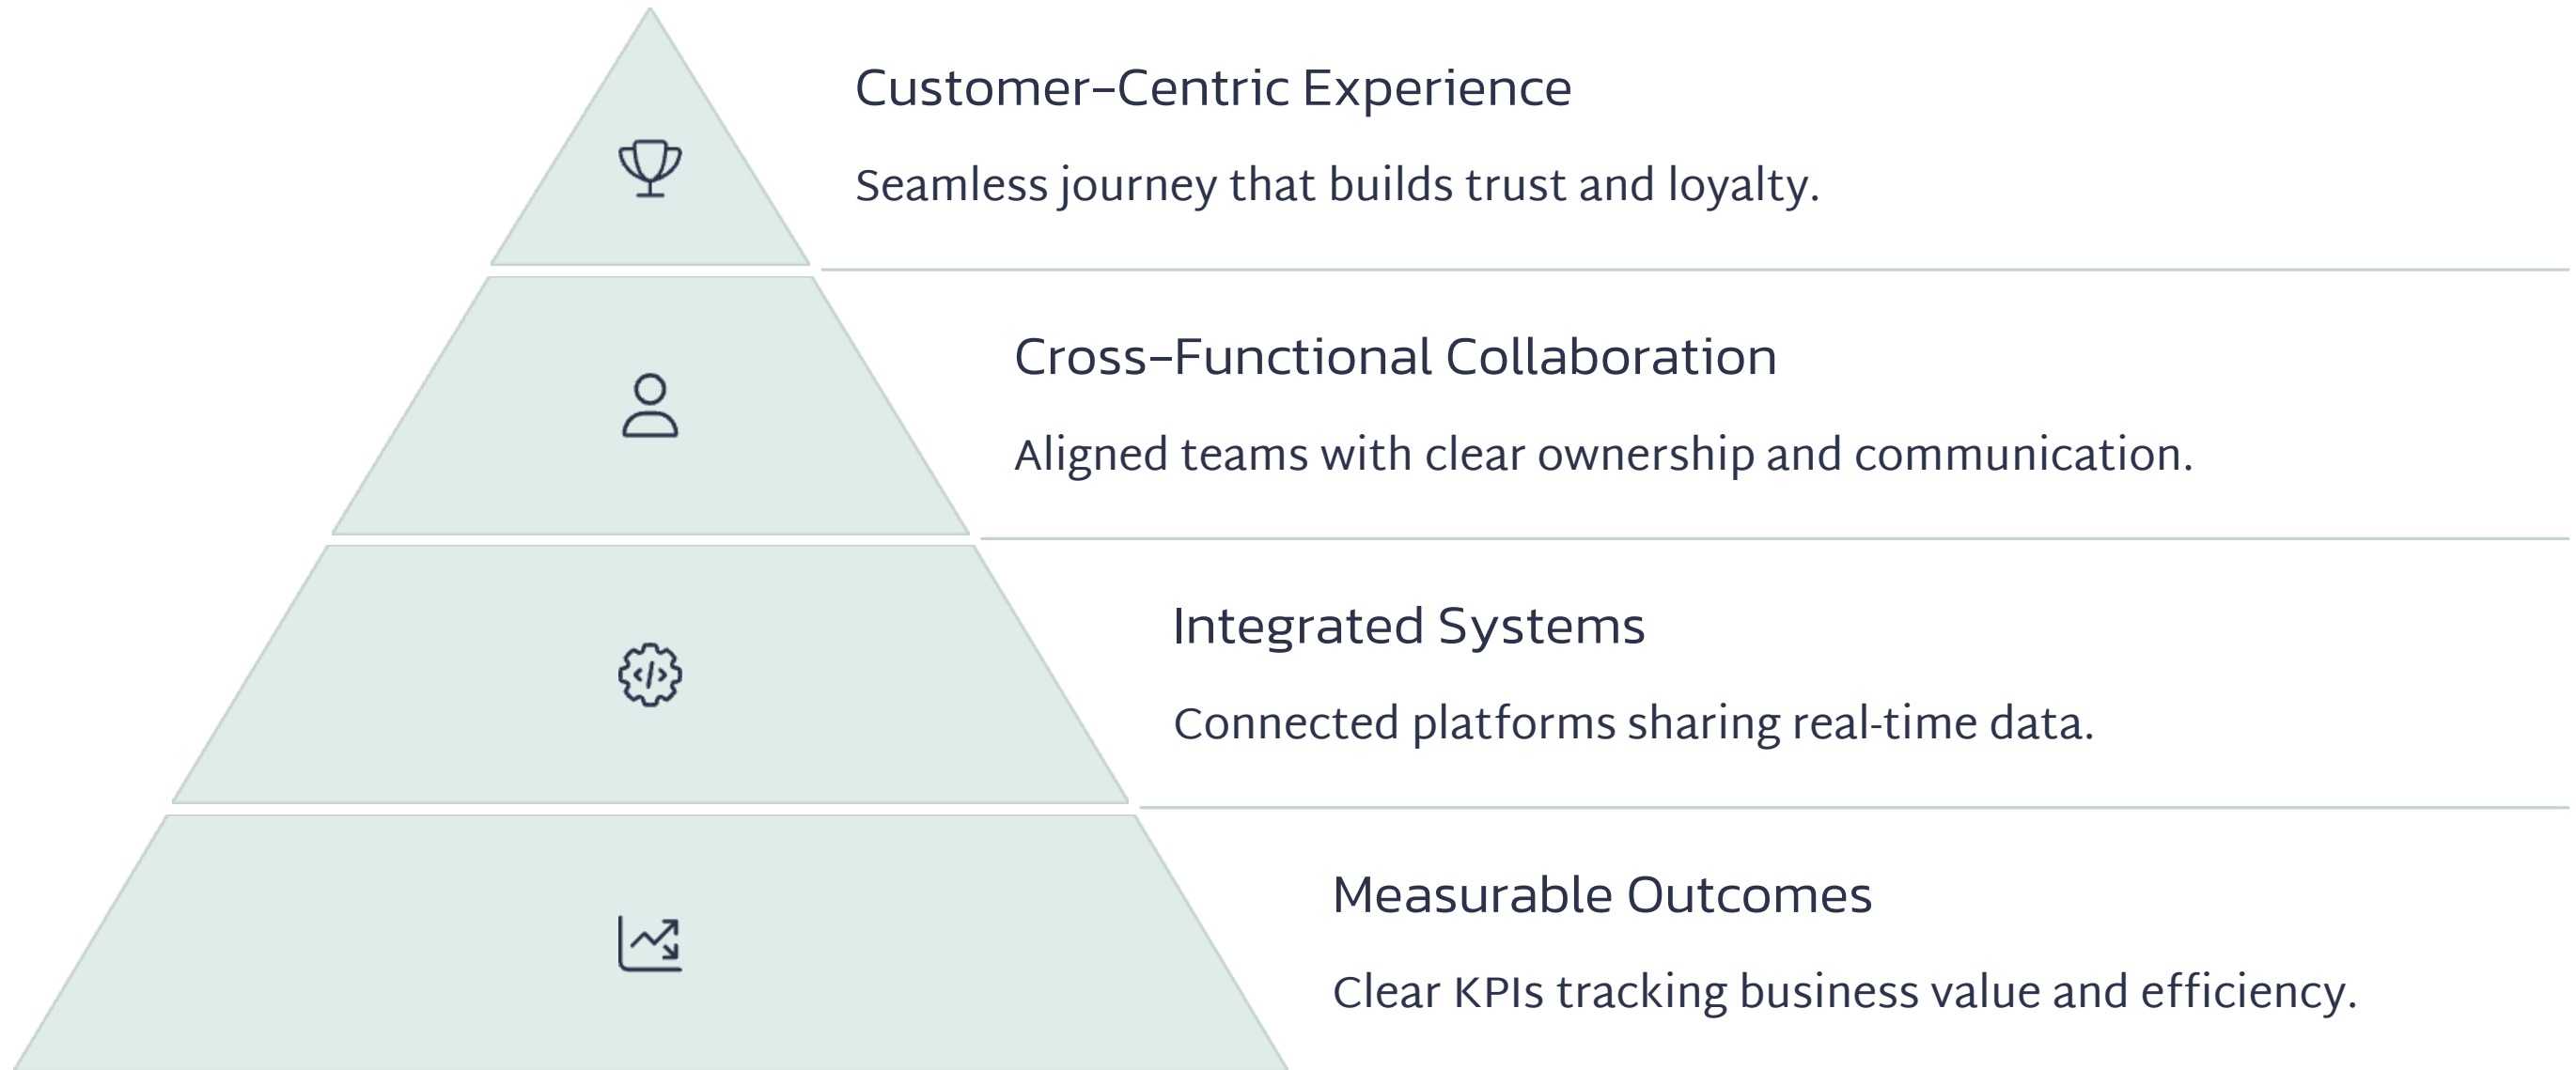 Customer-Centric Experience
Seamless journey that builds trust and loyalty.
Cross-Functional Collaboration
Aligned teams with clear ownership and communication.
Integrated Systems
Connected platforms sharing real-time data.
Measurable Outcomes
Clear KPIs tracking business value and efficiency.